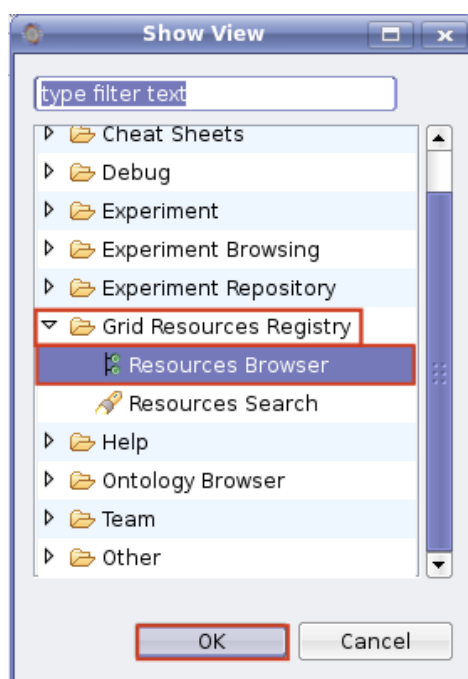 Show View
type filter text
Cheat Sheets
Debug
Experiment
Experiment Browsing
Experiment Repository
Grid Resources Registry
Resources Browser
Resources Search
Help
Ontology Browser
Team
Other
OK Cancel